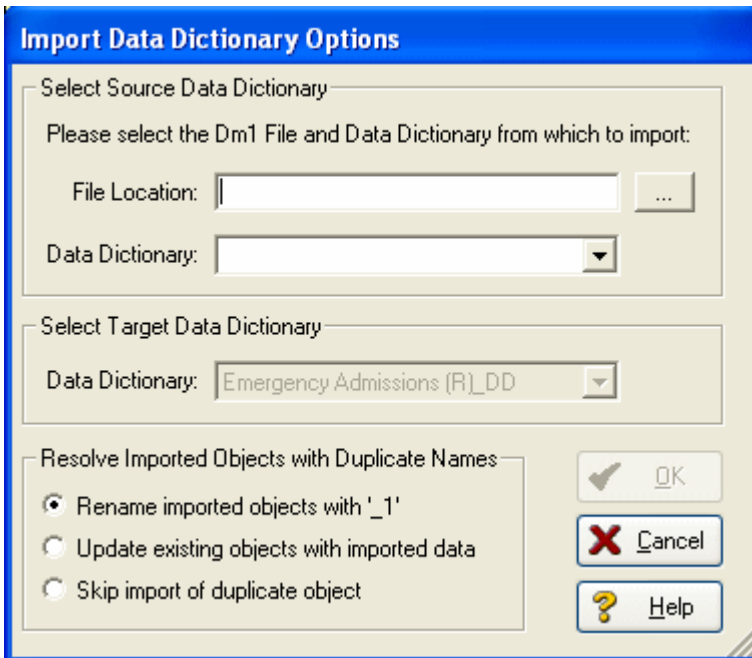 Import Data Dictionary Options
Select Source Data Dictionary
Please select the Dm1 File and Data Dictionary from which to import:
File Location:
...
Data Dictionary:
Select Target Data Dictionary
Data Dictionary: Emergency Admissions (R)_DD
Resolve Imported Objects with Duplicate Names
Rename imported objects with '_1'
Update existing objects with imported data
Skip import of duplicate object
OK
Cancel
Help